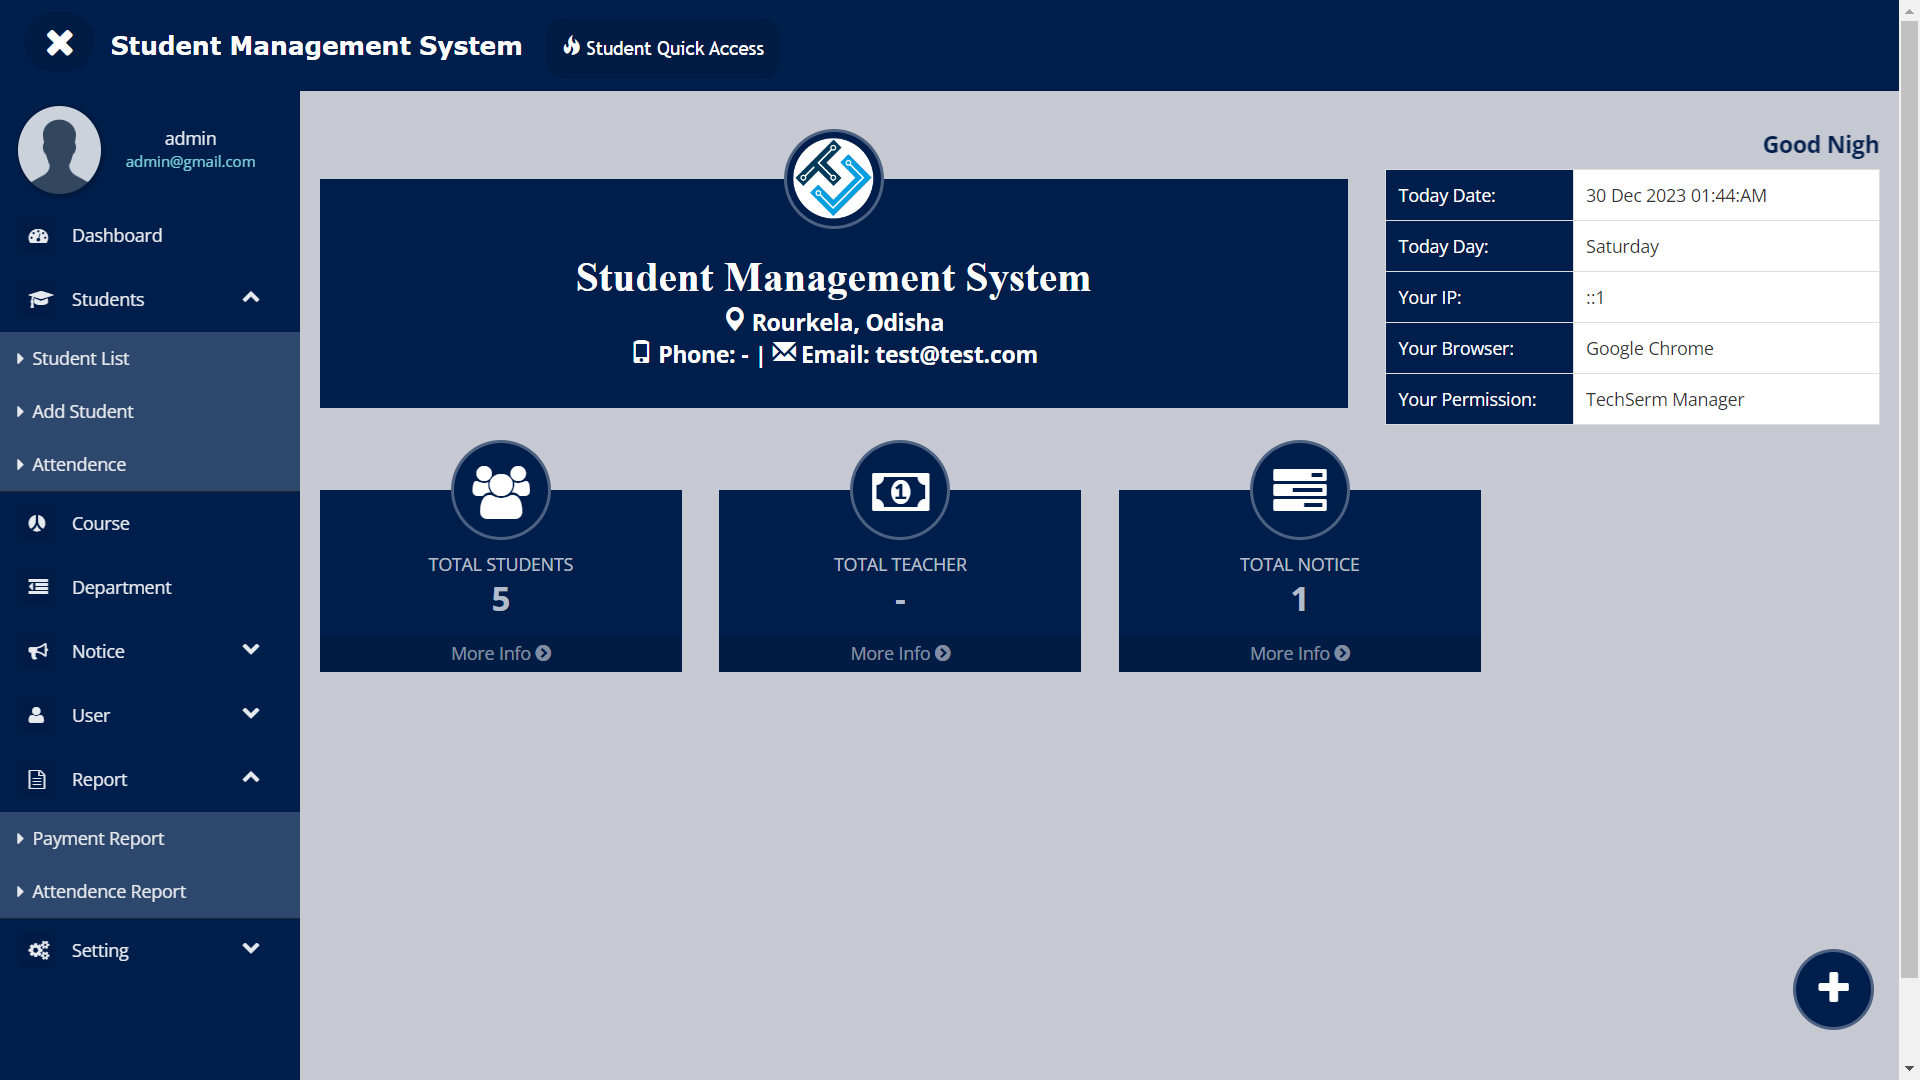 Student Management System
Student Quick Access
admin
admin@gmail.com
Dashboard
Students
Student List
Add Student
Attendence
Course
Department
Notice
User
Report
Payment Report
Attendence Report
Setting
Student Management System
Rourkela, Odisha
Phone: - | Email: test@test.com
Good Nigh
Today Date: 30 Dec 2023 01:44:AM
Today Day: Saturday
Your IP: ::1
Your Browser: Google Chrome
Your Permission: TechSerm Manager
TOTAL STUDENTS
5
More Info
TOTAL TEACHER
-
More Info
TOTAL NOTICE
1
More Info